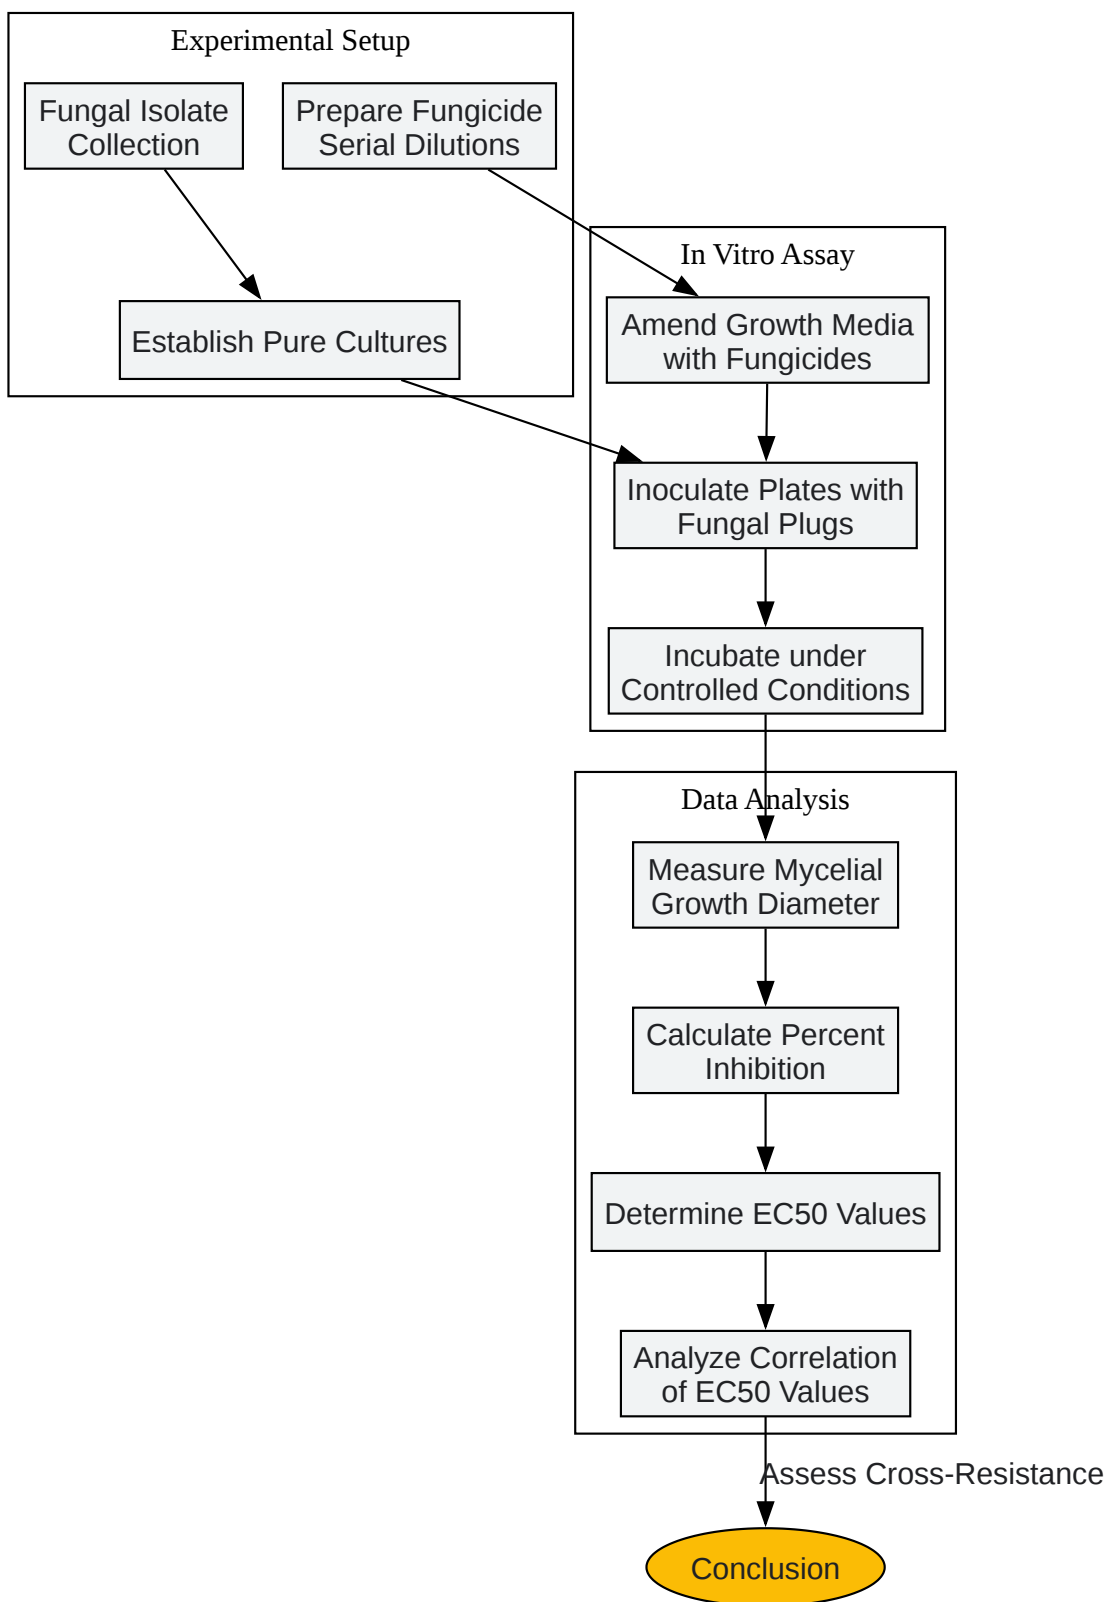 Experimental Setup
Fungal Isolate
Collection
Prepare Fungicide
Serial Dilutions
Establish Pure Cultures
In Vitro Assay
Amend Growth Media
with Fungicides
Inoculate Plates with
Fungal Plugs
Incubate under
Controlled Conditions
Data Analysis
Measure Mycelial
Growth Diameter
Calculate Percent
Inhibition
Determine EC50 Values
Analyze Correlation
of EC50 Values
Assess Cross-Resistance
Conclusion